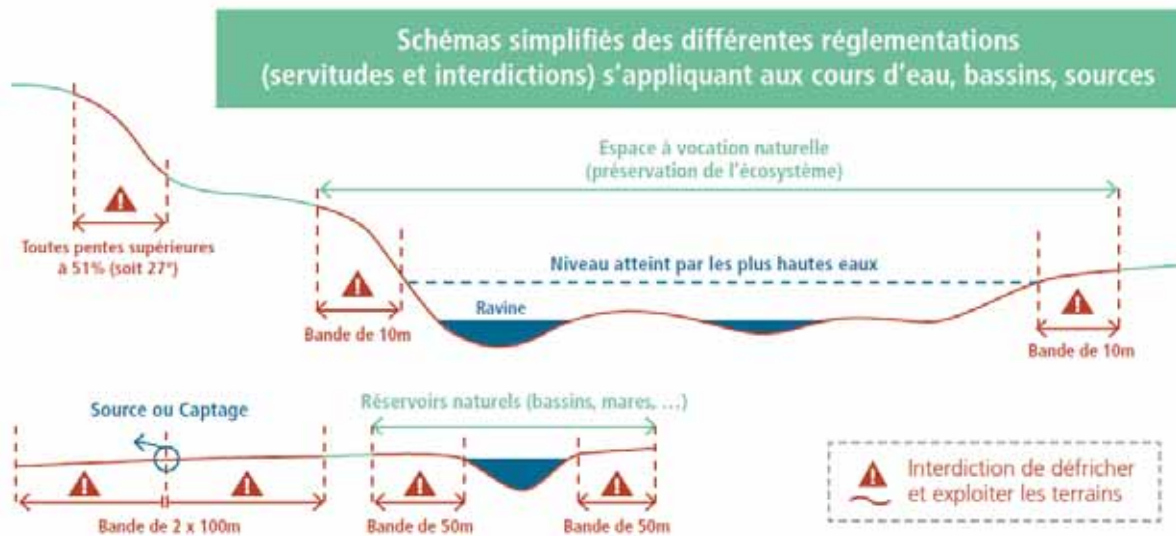 Schémas simplifiés des différentes réglementations
(servitudes et interdictions) s'appliquant aux cours d'eau, bassins, sources
Espace à vocation naturelle
(préservation de l'écosystème)
Toutes pentes supérieures
à 51% (soit 27°)
Niveau atteint par les plus hautes eaux
Ravine
Bande de 10m
Bande de 10m
Source ou Captage
Réservoirs naturels (bassins, mares, ...)
Bande de 2 x 100m
Bande de 50m
Bande de 50m
Interdiction de défricher
et exploiter les terrains